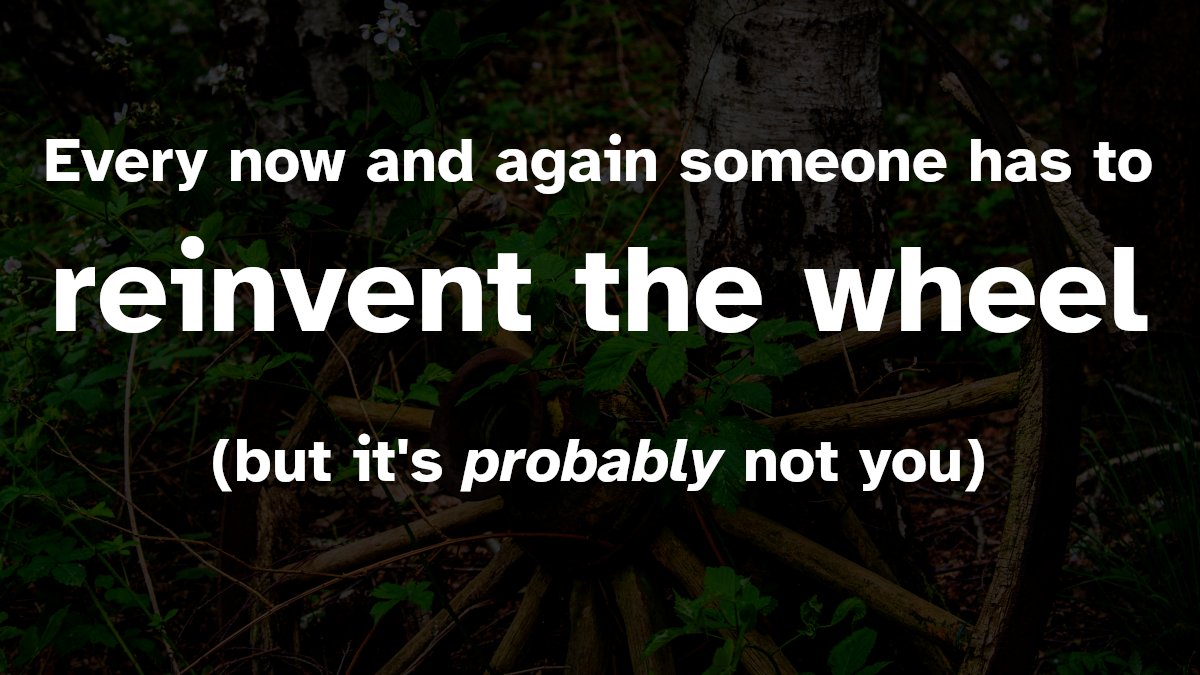 Every now and again someone has to
reinvent the wheel
(but it's probably not you)